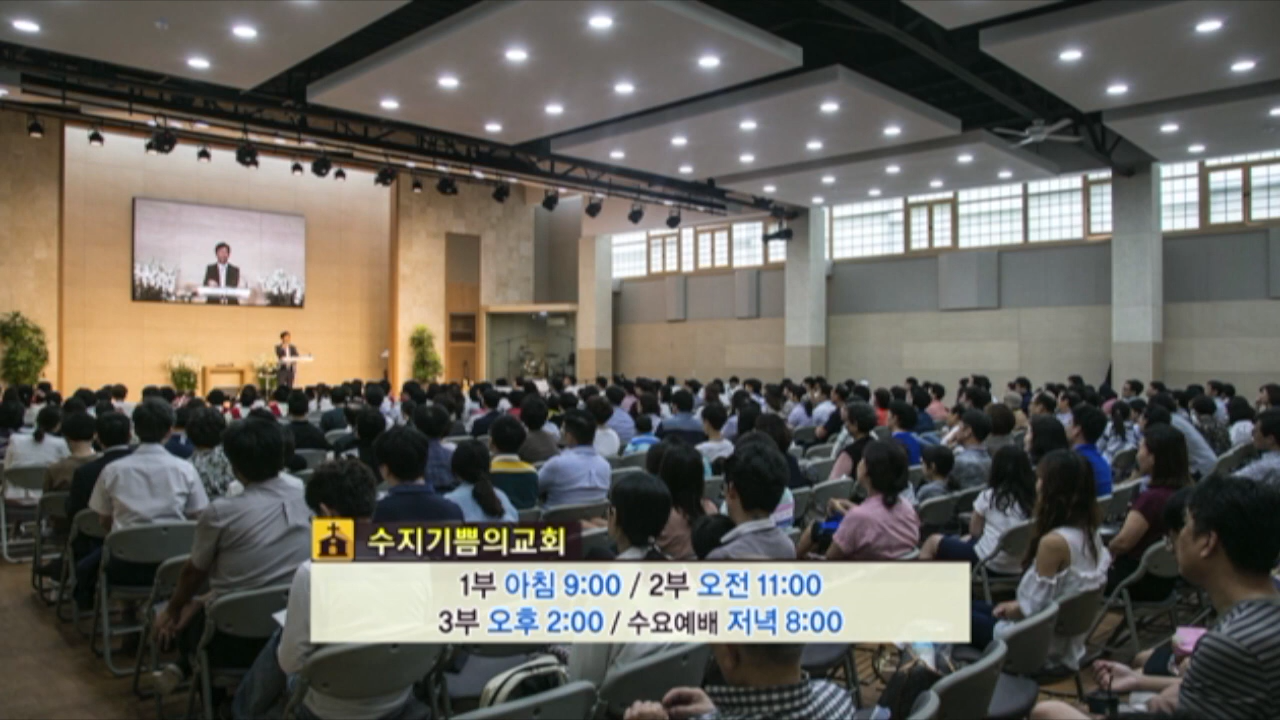 수지기쁨의교회
1부 아침 9:00 / 2부 오전 11:00
3부 오후 2:00 / 수요예배 저녁 8:00